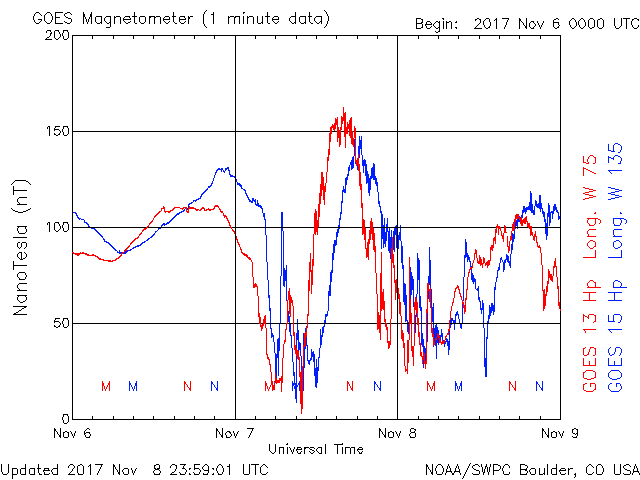 GOES Magnetometer (1 minute data)
Begin: 2017 Nov 6 0000 UTC
200
150
100
50
0
NanoTesla (nT)
M M N N M M N N M M N N
Nov 6 Nov 7 Nov 8 Nov 9
Universal Time
GOES 13 Hp Long. W 75
GOES 15 Hp Long. W 135
Updated 2017 Nov 8 23:59:01 UTC
NOAA/SWPC Boulder, CO USA